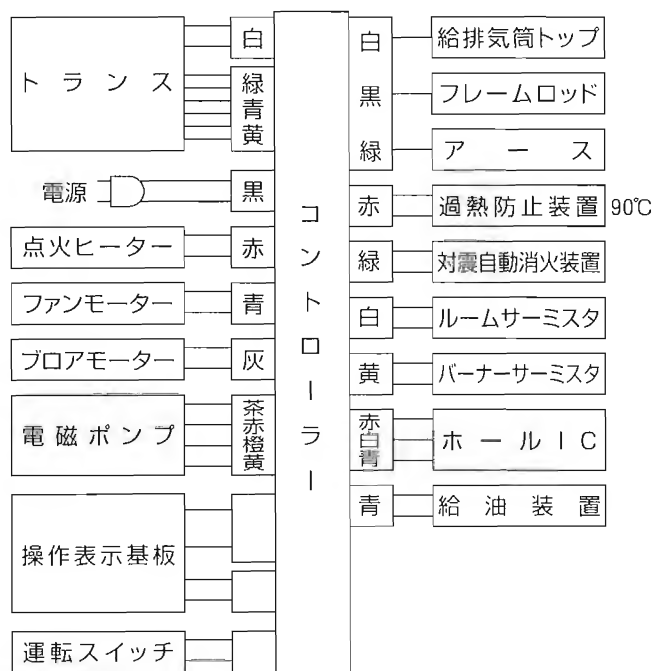 トランス
白
緑
青
黄
電源
黒
点火ヒーター
赤
ファンモーター
青
ブロアモーター
灰
電磁ポンプ
茶
赤
橙
黄
操作表示基板
運転スイッチ
コントローラー
白
給排気筒トップ
黒
フレームロッド
緑
アース
赤
過熱防止装置 90℃
緑
対震自動消火装置
白
ルームサーミスタ
黄
バーナーサーミスタ
赤
白
青
ホールIC
青
給油装置